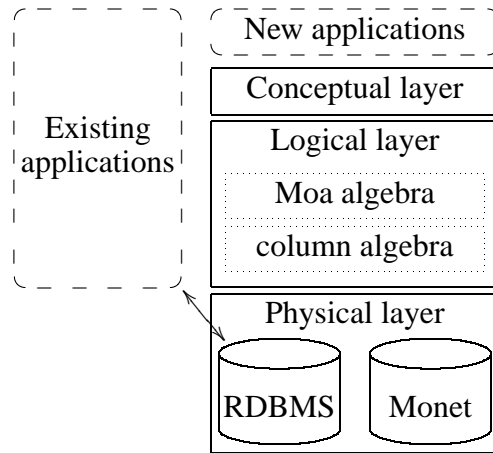 New applications
Conceptual layer
Existing
applications
Logical layer
Moa algebra
column algebra
Physical layer
RDBMS
Monet